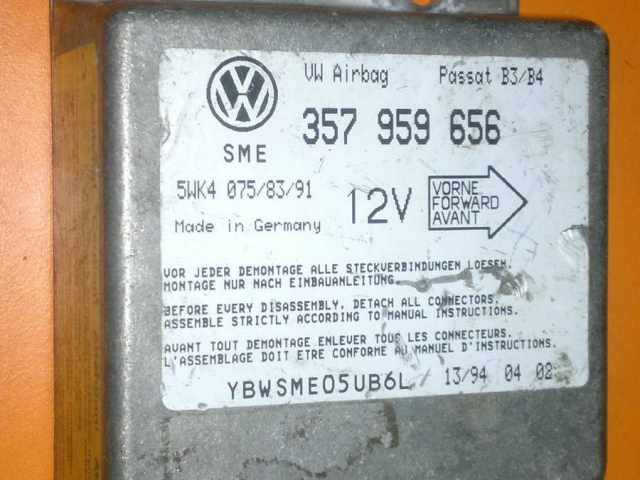 VW Airbag Passat B3/B4
357 959 656
SME
5WK4 075/83/91
12V
VORNE
FORWARD
AVANT
Made in Germany
VOR JEDER DEMONTAGE ALLE STECKVERBINDUNGEN LOESEN.
MONTAGE NUR NACH EINBAUANLEITUNG.
BEFORE EVERY DISASSEMBLY, DETACH ALL CONNECTORS.
ASSEMBLE STRICTLY ACCORDING TO MANUAL INSTRUCTIONS.
AVANT TOUT DEMONTAGE ENLEVER TOUS LES CONNECTEURS.
L'ASSEMBLAGE DOIT ETRE CONFORME AU MANUEL D'INSTRUCTIONS.
YBWSME05UB6L 13/94 04 02